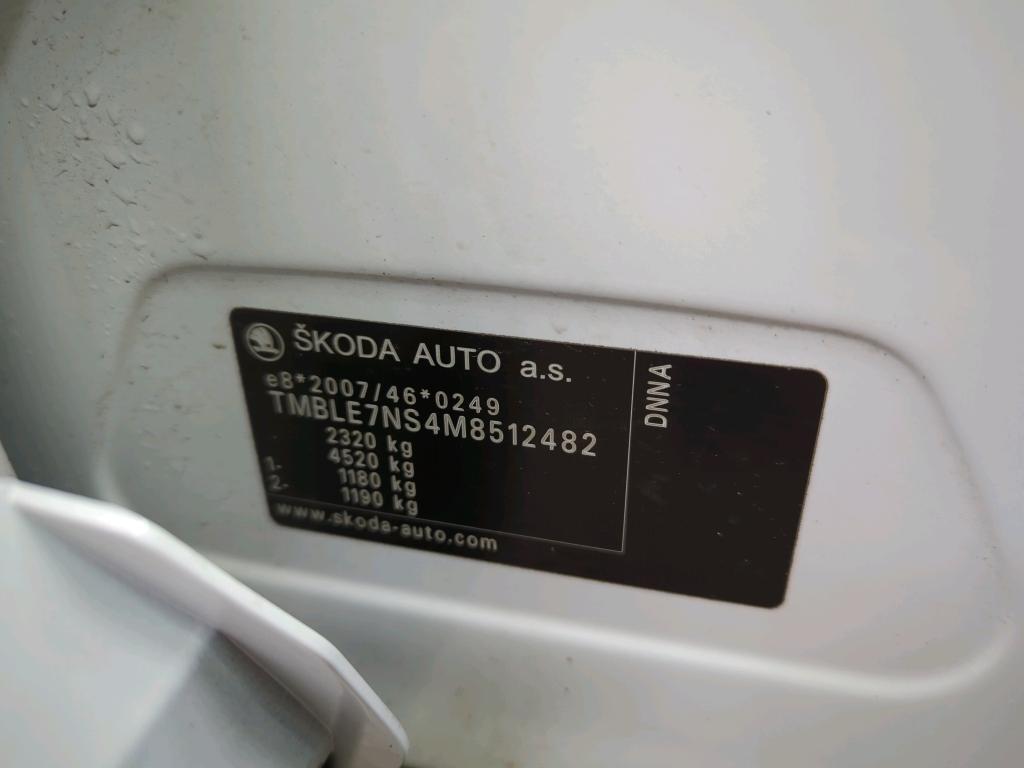 ŠKODA AUTO a.s.
e8*2007/46*0249
TMBLE7NS4M8512482
2320 kg
4520 kg
1- 1180 kg
2- 1190 kg
www.skoda-auto.com
DNNA